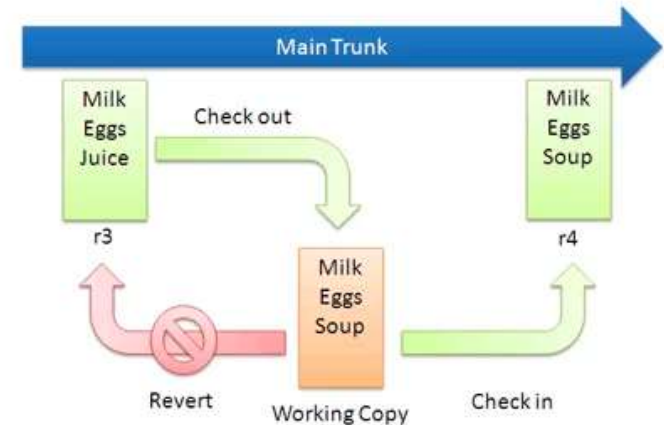 Main Trunk
Milk
Eggs
Juice
r3
Check out
Milk
Eggs
Soup
r4
Milk
Eggs
Soup
Working Copy
Revert
Check in